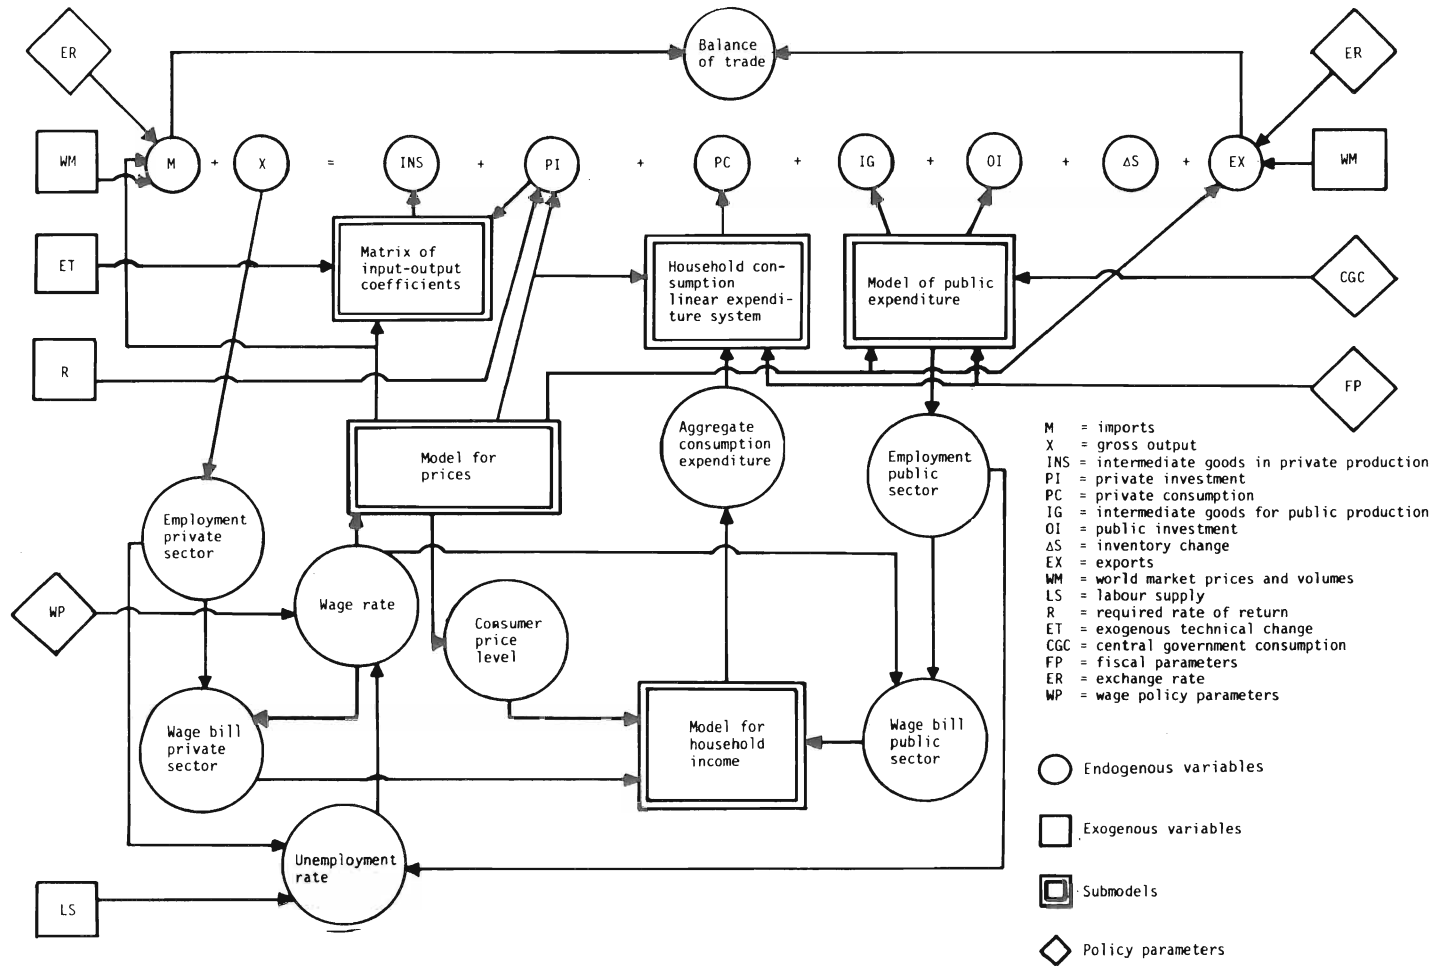 ER
Balance
of trade
ER
WM
M
+
X
=
INS
+
PI
+
PC
+
IG
+
OI
+
ΔS
+
EX
WM
ET
Matrix of
input-output
coefficients
Household con-
sumption
linear expendi-
ture system
Model of public
expenditure
CGC
R
FP
Model for
prices
Aggregate
consumption
expenditure
Employment
public
sector
Employment
private
sector
WP
Wage rate
Consumer
price
level
Wage bill
private
sector
Model for
household
income
Wage bill
public
sector
Unemployment
rate
LS
M = imports
X = gross output
INS = intermediate goods in private production
PI = private investment
PC = private consumption
IG = intermediate goods for public production
OI = public investment
ΔS = inventory change
EX = exports
WM = world market prices and volumes
LS = labour supply
R = required rate of return
ET = exogenous technical change
CGC = central government consumption
FP = fiscal parameters
ER = exchange rate
WP = wage policy parameters
Endogenous variables
Exogenous variables
Submodels
Policy parameters